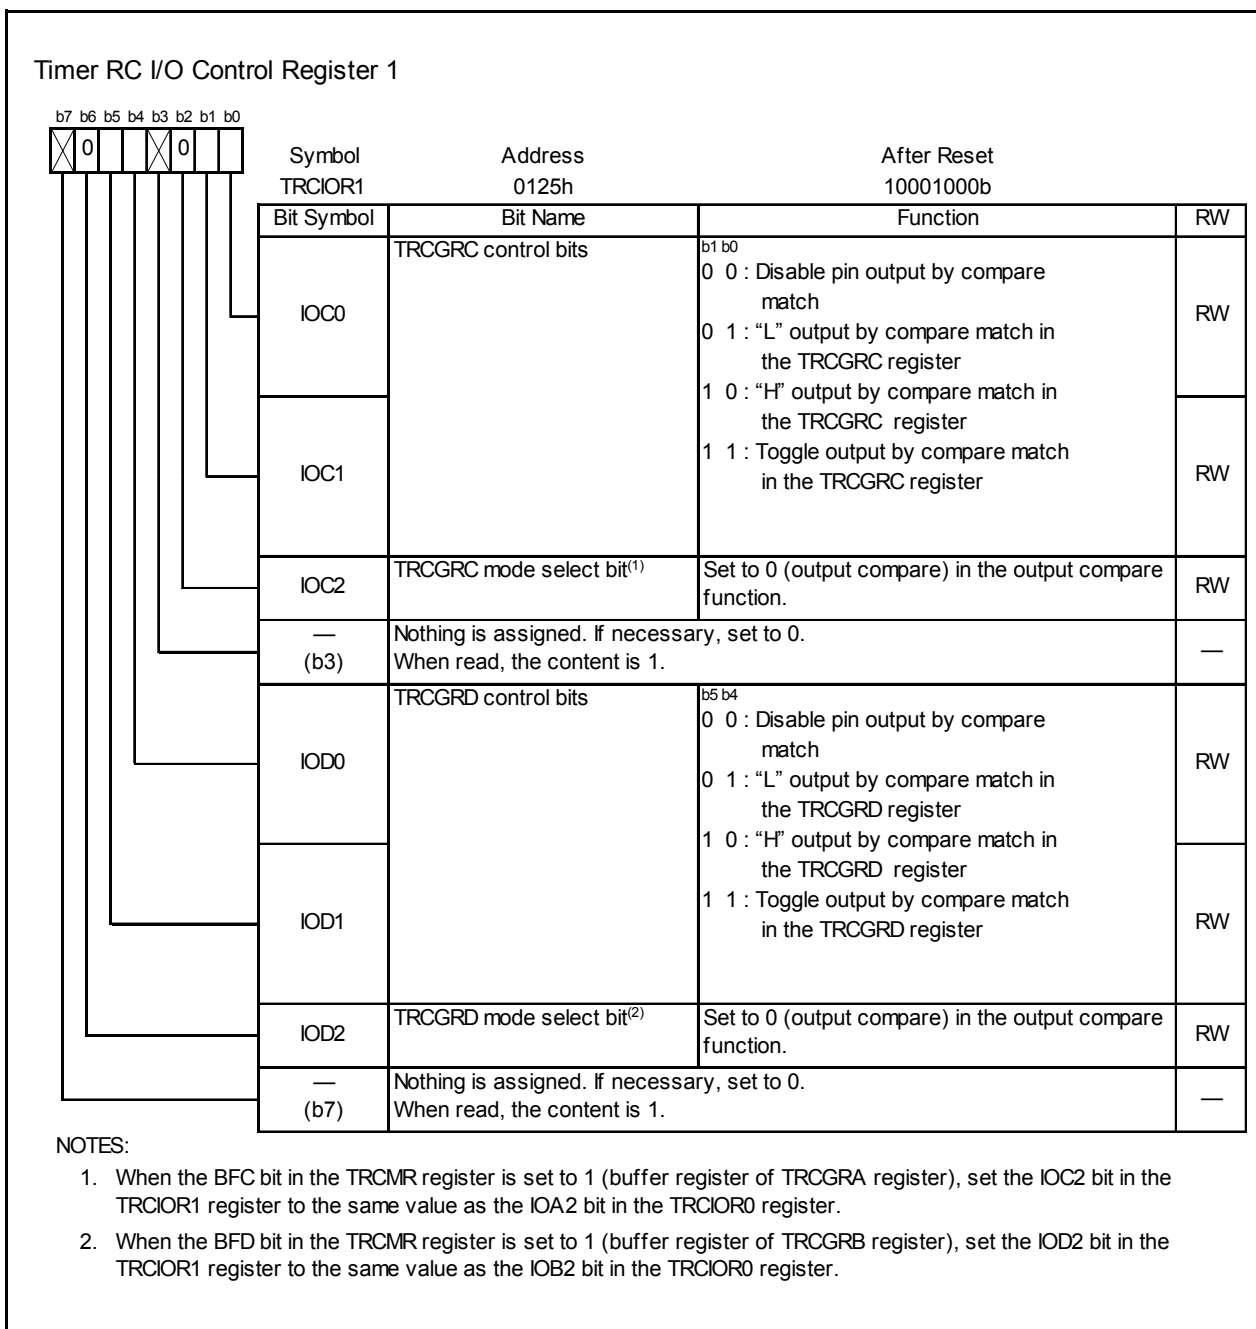 Timer RC I/O Control Register 1
b7 b6 b5 b4 b3 b2 b1 b0
0 0
Symbol Address After Reset
TRCIOR1 0125h 10001000b
Bit Symbol Bit Name Function RW
IOC0 TRCGRC control bits RW
b1 b0
0 0 : Disable pin output by compare
match
0 1 : “L” output by compare match in
the TRCGRC register
1 0 : “H” output by compare match in
the TRCGRC register
1 1 : Toggle output by compare match
in the TRCGRC register
IOC1 RW
IOC2 TRCGRC mode select bit(1) Set to 0 (output compare) in the output compare RW
function.
— Nothing is assigned. If necessary, set to 0. —
(b3) When read, the content is 1.
IOD0 TRCGRD control bits RW
b5 b4
0 0 : Disable pin output by compare
match
0 1 : “L” output by compare match in
the TRCGRD register
1 0 : “H” output by compare match in
the TRCGRD register
1 1 : Toggle output by compare match
in the TRCGRD register
IOD1 RW
IOD2 TRCGRD mode select bit(2) Set to 0 (output compare) in the output compare RW
function.
— Nothing is assigned. If necessary, set to 0. —
(b7) When read, the content is 1.
NOTES:
1. When the BFC bit in the TRCMR register is set to 1 (buffer register of TRCGRA register), set the IOC2 bit in the
TRCIOR1 register to the same value as the IOA2 bit in the TRCIOR0 register.
2. When the BFD bit in the TRCMR register is set to 1 (buffer register of TRCGRB register), set the IOD2 bit in the
TRCIOR1 register to the same value as the IOB2 bit in the TRCIOR0 register.